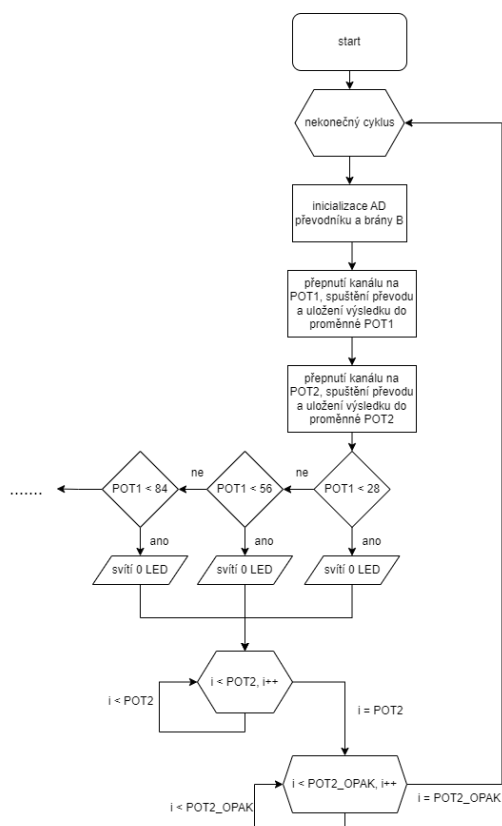 start
nekonečný cyklus
inicializace AD
převodníku a brány B
přepnutí kanálu na
POT1, spuštění převodu
a uložení výsledku do
proměnné POT1
přepnutí kanálu na
POT2, spuštění převodu
a uložení výsledku do
proměnné POT2
.......
POT1 < 84
ne
POT1 < 56
ne
POT1 < 28
ano
ano
ano
svítí 0 LED
svítí 0 LED
svítí 0 LED
i < POT2
i < POT2, i++
i = POT2
i < POT2_OPAK
i < POT2_OPAK, i++
i = POT2_OPAK